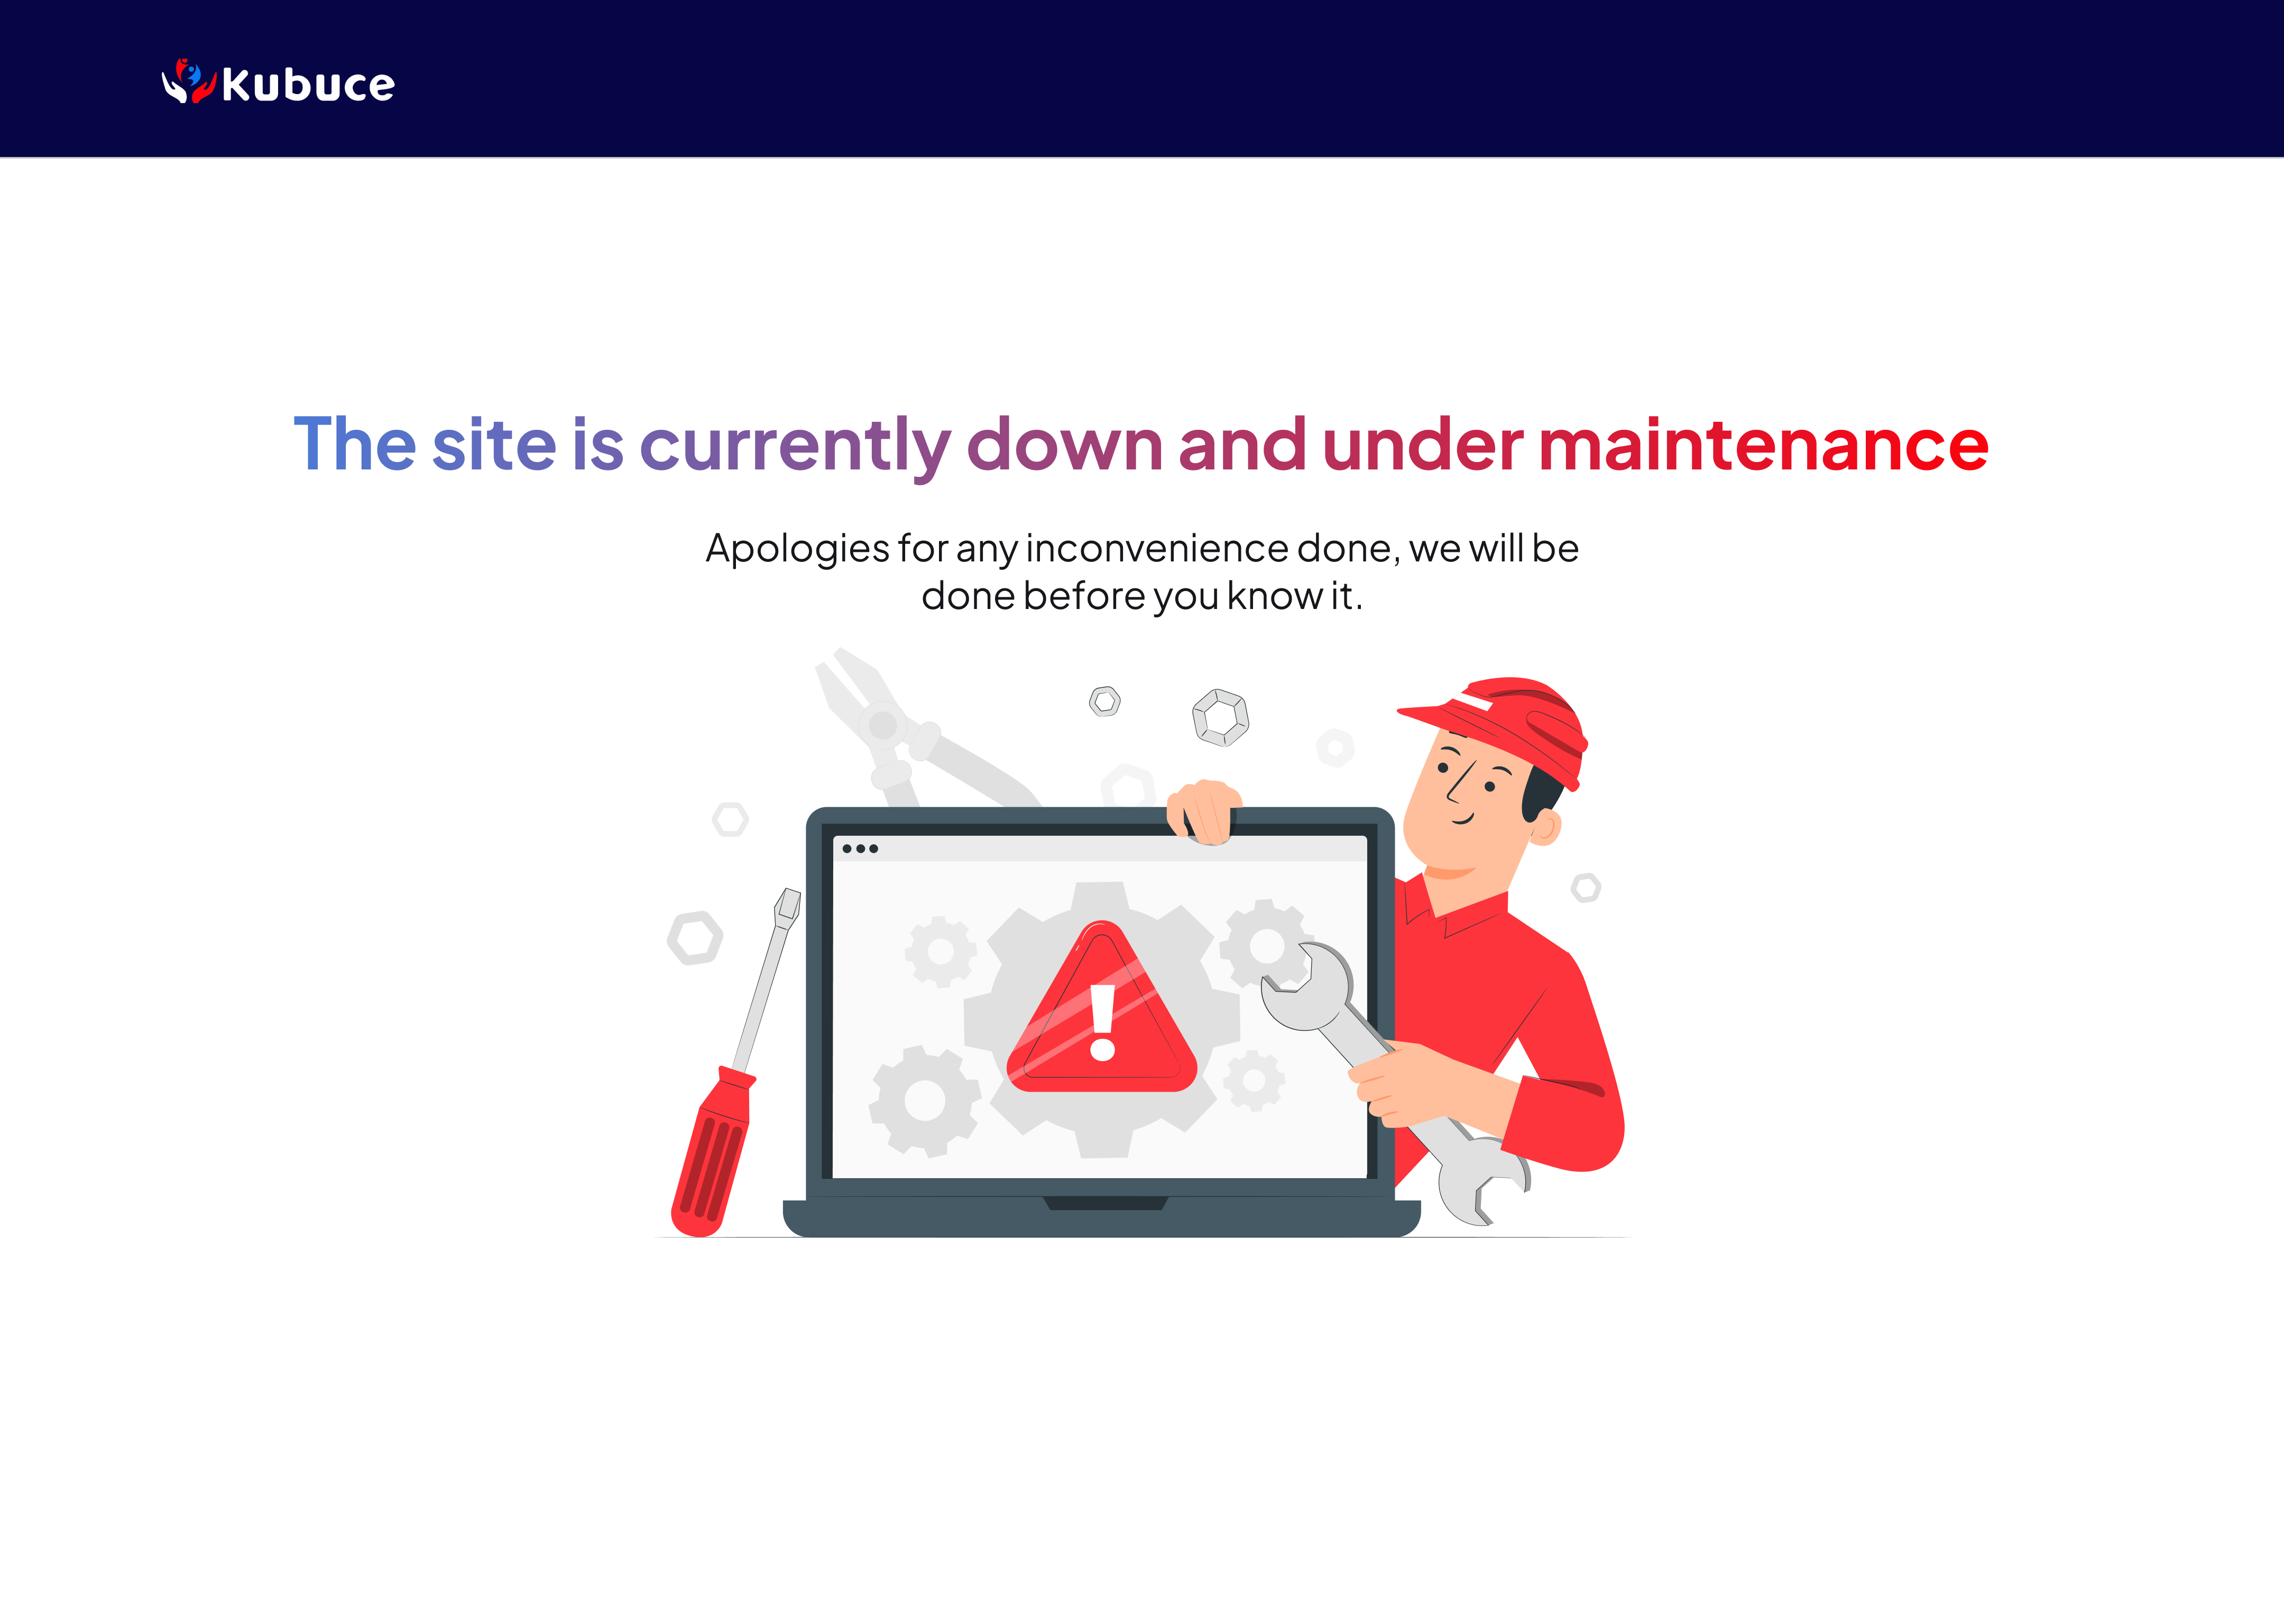 Kubuce
The site is currently down and under maintenance
Apologies for any inconvenience done, we will be
done before you know it.